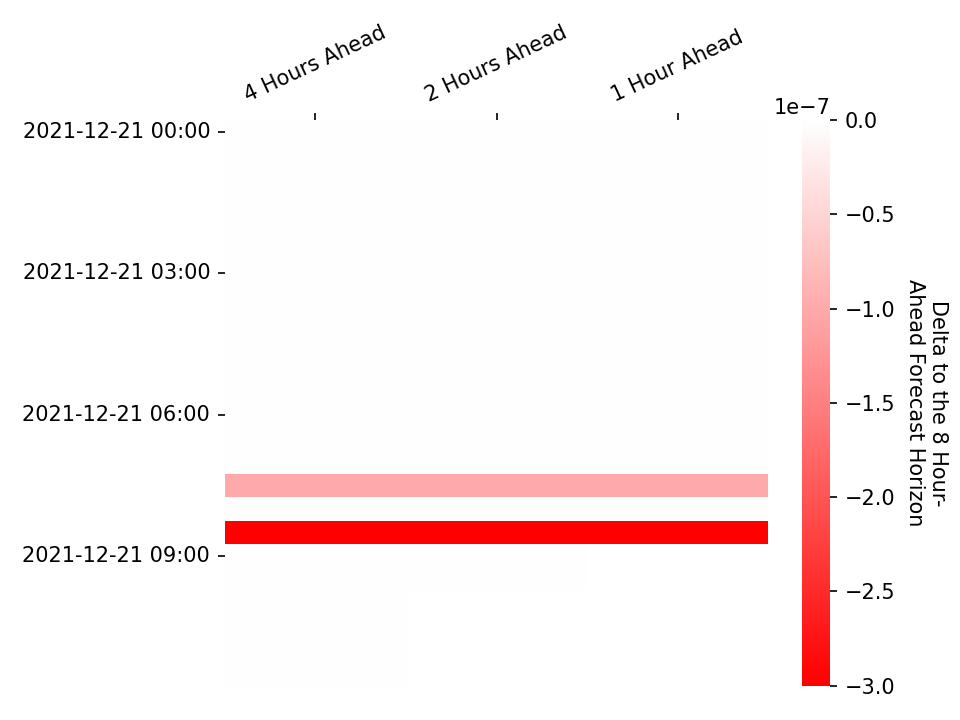 4 Hours Ahead
2 Hours Ahead
1 Hour Ahead
1e−7
2021-12-21 00:00
2021-12-21 03:00
2021-12-21 06:00
2021-12-21 09:00
0.0
−0.5
−1.0
−1.5
−2.0
−2.5
−3.0
Delta to the 8 Hour-
Ahead Forecast Horizon